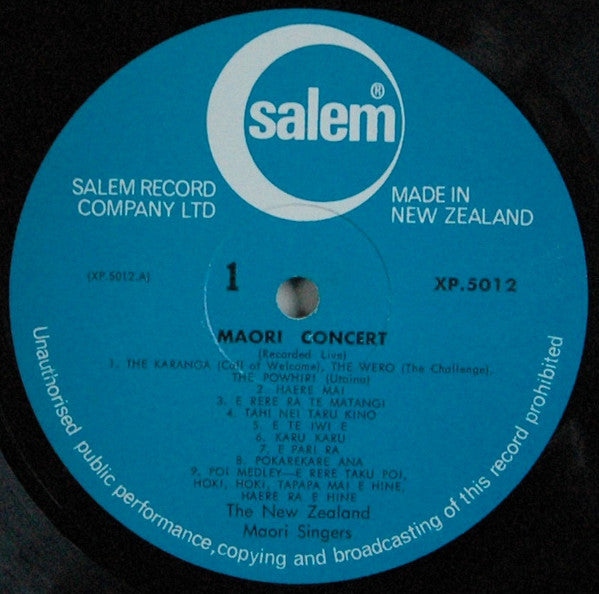 salem®
SALEM RECORD
COMPANY LTD
MADE IN
NEW ZEALAND
(XP.5012.A)
1
XP.5012
MAORI CONCERT
(Recorded Live)
1. THE KARANGA (Call of Welcome), THE WERO (The Challenge),
THE POWHIRI (Utaina)
2. HAERE MAI
3. E RERE RA TE MATANGI
4. TAHI NEI TARU KINO
5. E TE IWI E
6. KARU KARU
7. E PARI RA
8. POKAREKARE ANA
9. POI MEDLEY—E RERE TAKU POI,
HOKI, HOKI, TAPAPA MAI E HINE,
HAERE RA E HINE
The New Zealand
Maori Singers
Unauthorised public performance, copying and broadcasting of this record prohibited